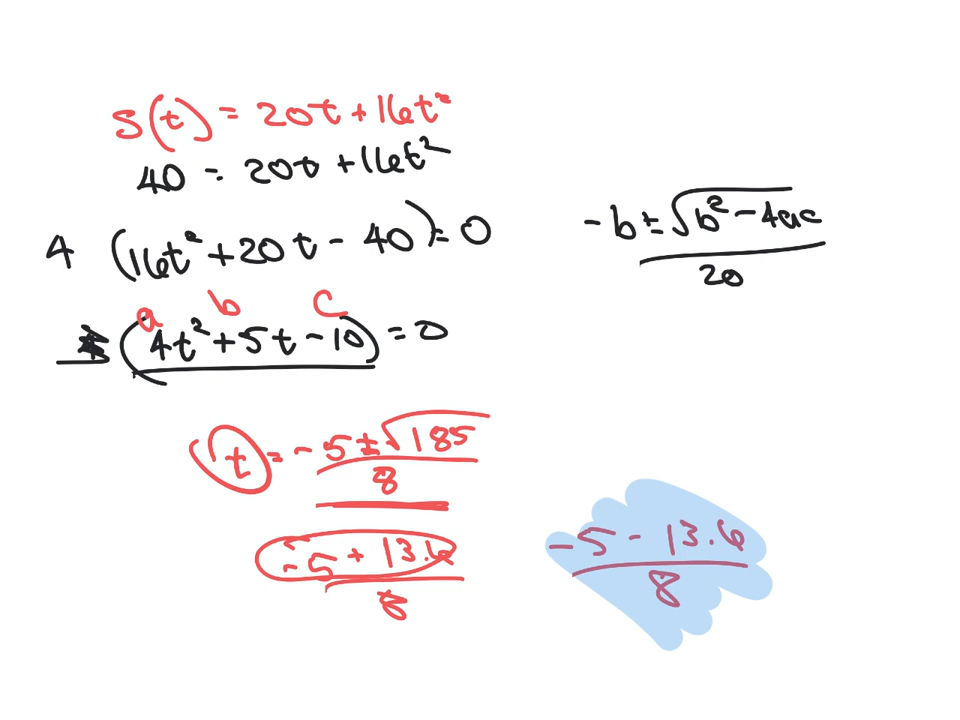 S(t) = 20t + 16t²
40 = 20t + 16t²
4 (16t² + 20t - 40) = 0
-b ± √b² - 4ac
20
a b c
(4t² + 5t - 10) = 0
t = -5 ± √185
8
-5 + 13.6
8
-5 - 13.6
8